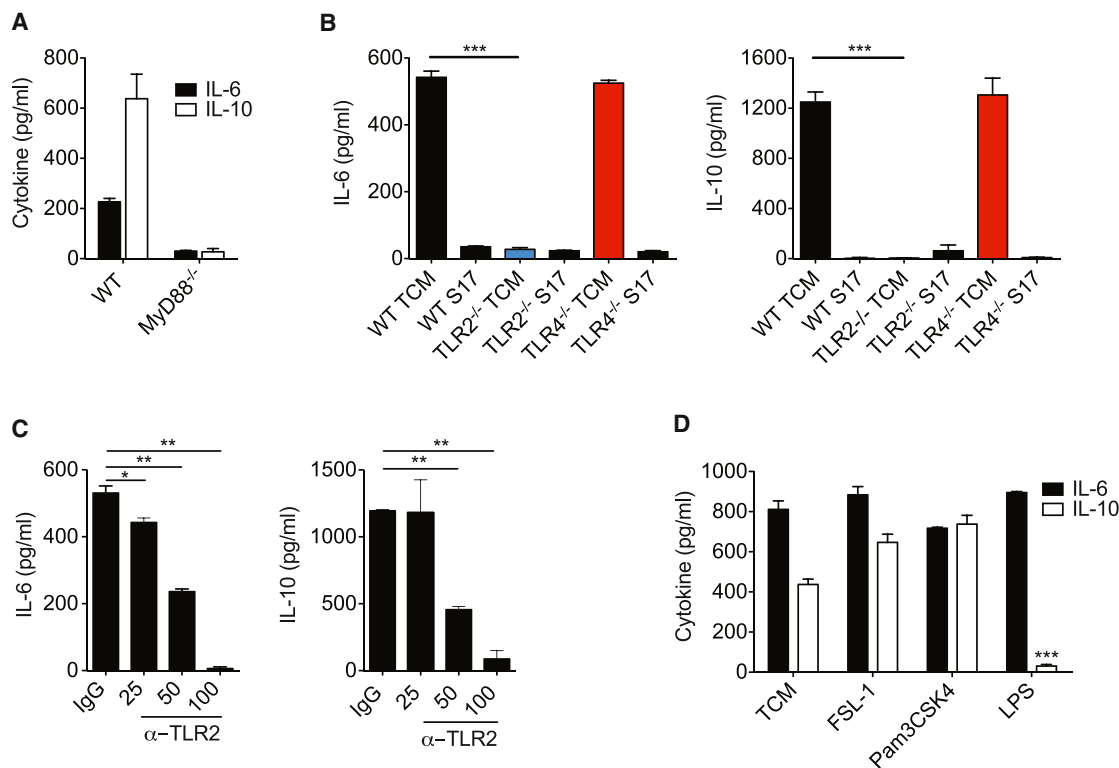 A
Cytokine (pg/ml)
800
600
400
200
0
IL-6
IL-10
WT
MyD88-/-
B
***
IL-6 (pg/ml)
600
400
200
0
WT TCM
WT S17
TLR2-/- TCM
TLR2-/- S17
TLR4-/- TCM
TLR4-/- S17
***
IL-10 (pg/ml)
1600
1200
800
400
0
WT TCM
WT S17
TLR2-/- TCM
TLR2-/- S17
TLR4-/- TCM
TLR4-/- S17
C
**
**
*
IL-6 (pg/ml)
600
400
200
0
IgG
25
50
100
α−TLR2
**
**
IL-10 (pg/ml)
1500
1000
500
0
IgG
25
50
100
α−TLR2
D
Cytokine (pg/ml)
1000
800
600
400
200
0
IL-6
IL-10
***
TCM
FSL-1
Pam3CSK4
LPS